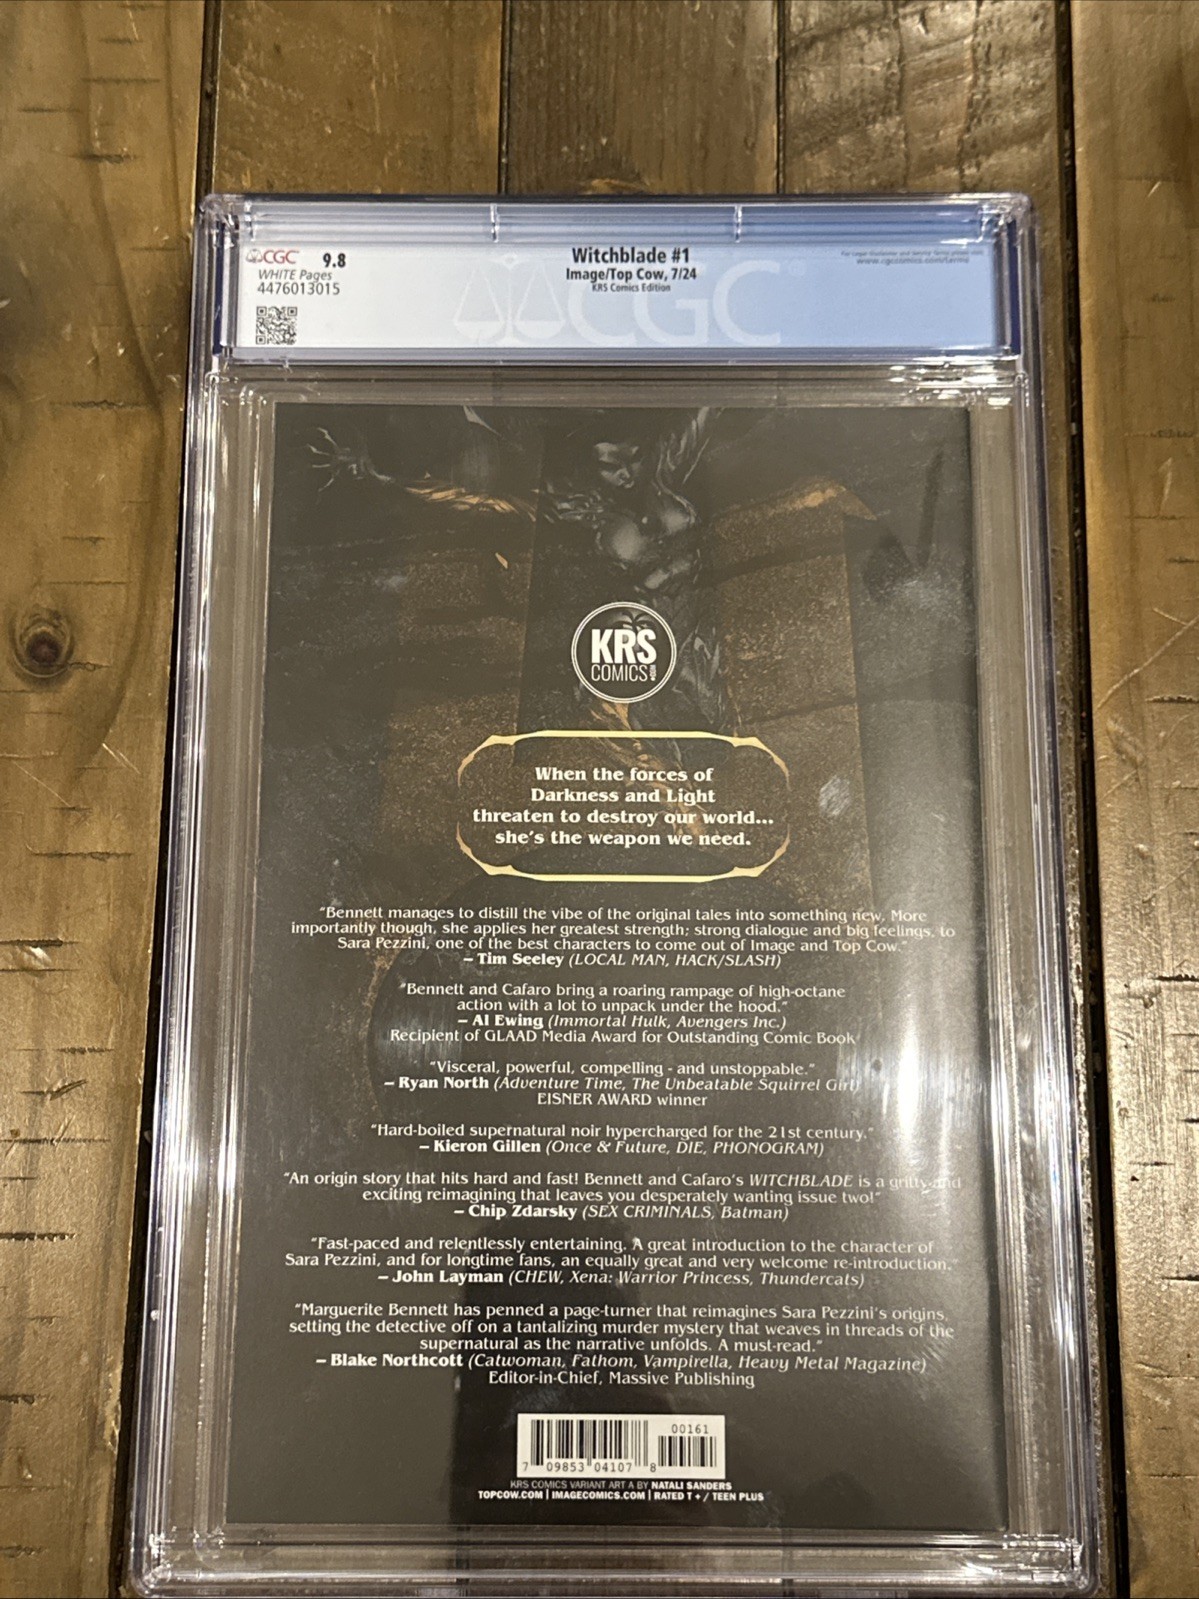 CGC 9.8
WHITE Pages
4476013015
Witchblade #1
Image/Top Cow, 7/24
KRS Comics Edition
For Legal Disclaimer and Service Terms please visit
www.cgccomics.com/terms
CGC
KRS
COMICS
When the forces of
Darkness and Light
threaten to destroy our world...
she's the weapon we need.
"Bennett manages to distill the vibe of the original tales into something new. More
importantly though, she applies her greatest strength; strong dialogue and big feelings, to
Sara Pezzini, one of the best characters to come out of Image and Top Cow."
– Tim Seeley (LOCAL MAN, HACK/SLASH)
"Bennett and Cafaro bring a roaring rampage of high-octane
action with a lot to unpack under the hood."
– Al Ewing (Immortal Hulk, Avengers Inc.)
Recipient of GLAAD Media Award for Outstanding Comic Book
"Visceral, powerful, compelling - and unstoppable."
– Ryan North (Adventure Time, The Unbeatable Squirrel Girl)
EISNER AWARD winner
"Hard-boiled supernatural noir hypercharged for the 21st century."
– Kieron Gillen (Once & Future, DIE, PHONOGRAM)
"An origin story that hits hard and fast! Bennett and Cafaro's WITCHBLADE is a gritty and
exciting reimagining that leaves you desperately wanting issue two!"
– Chip Zdarsky (SEX CRIMINALS, Batman)
"Fast-paced and relentlessly entertaining. A great introduction to the character of
Sara Pezzini, and for longtime fans, an equally great and very welcome re-introduction."
– John Layman (CHEW, Xena: Warrior Princess, Thundercats)
"Marguerite Bennett has penned a page-turner that reimagines Sara Pezzini's origins,
setting the detective off on a tantalizing murder mystery that weaves in threads of the
supernatural as the narrative unfolds. A must-read."
– Blake Northcott (Catwoman, Fathom, Vampirella, Heavy Metal Magazine)
Editor-in-Chief, Massive Publishing
00161
7 09853 04107 8
KRS COMICS VARIANT ART A BY NATALI SANDERS
TOPCOW.COM | IMAGECOMICS.COM | RATED T + / TEEN PLUS